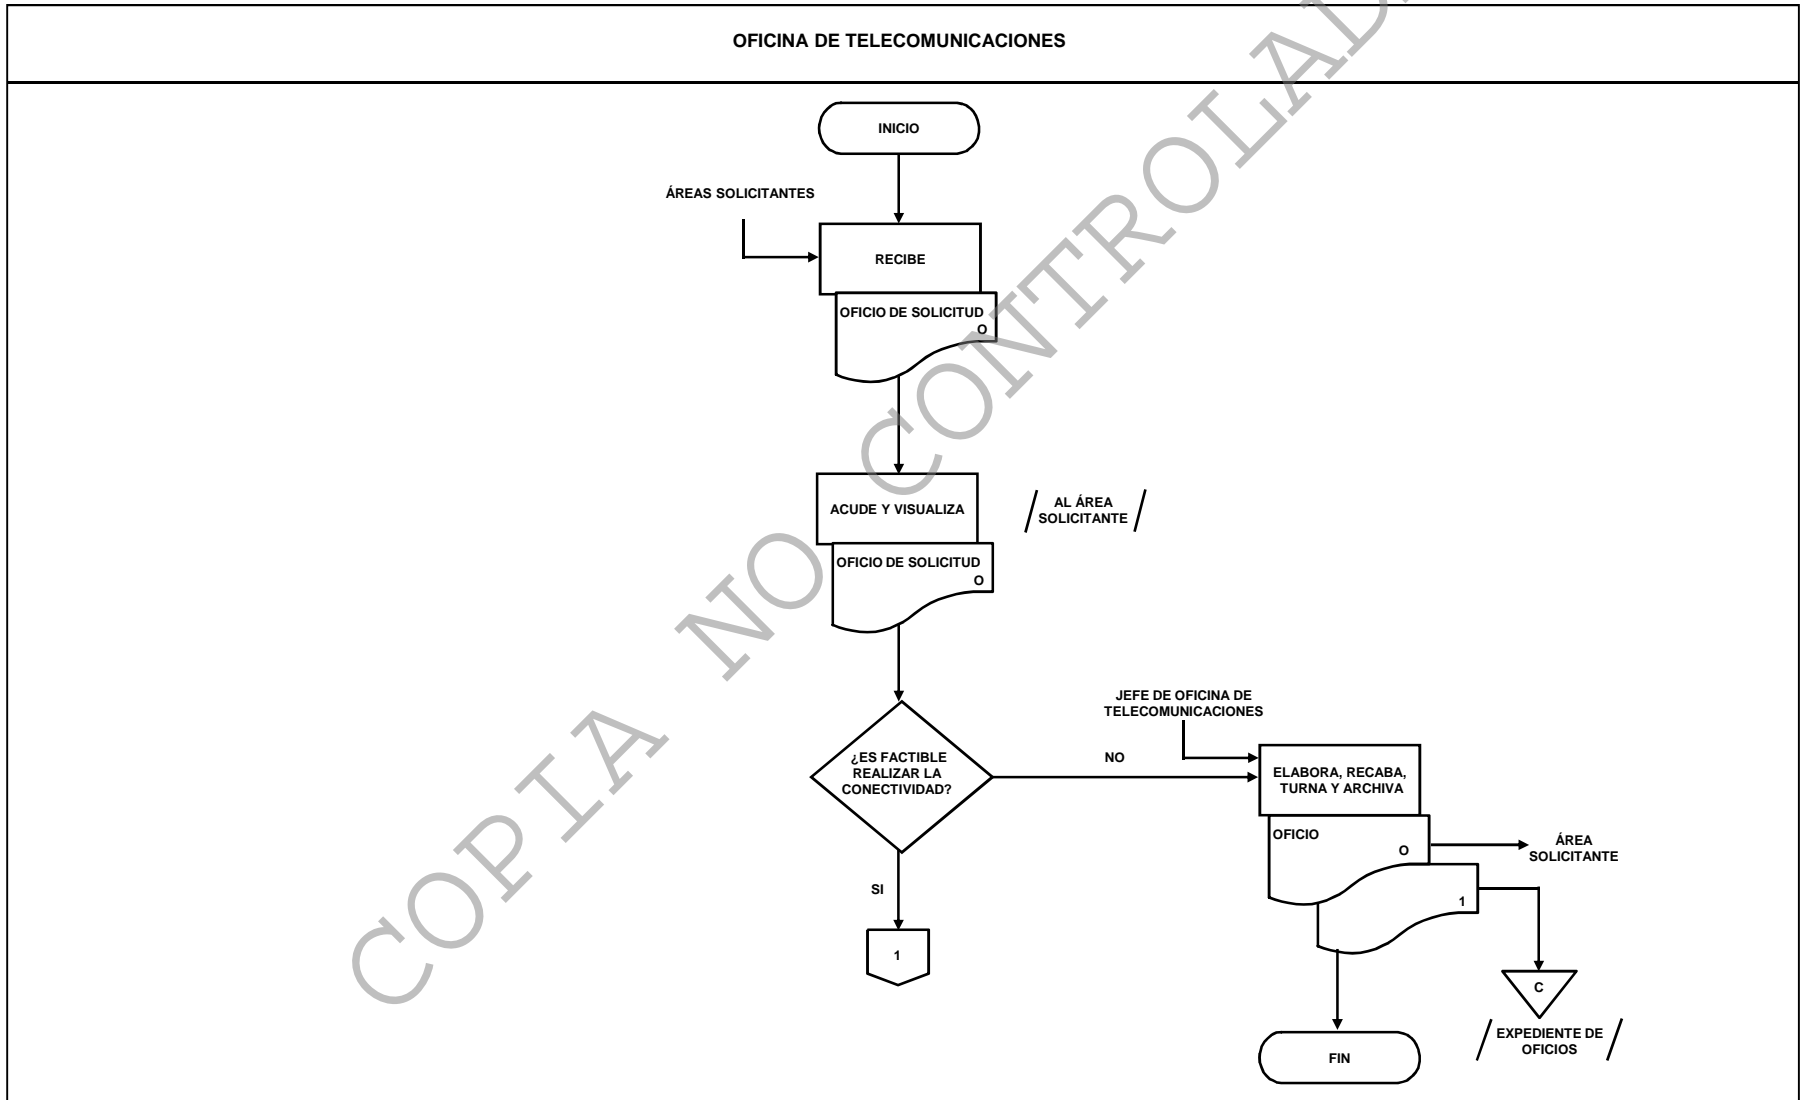 OFICINA DE TELECOMUNICACIONES
INICIO
ÁREAS SOLICITANTES
RECIBE
OFICIO DE SOLICITUD
O
ACUDE Y VISUALIZA
AL ÁREA
SOLICITANTE
OFICIO DE SOLICITUD
O
¿ES FACTIBLE
REALIZAR LA
CONECTIVIDAD?
NO
JEFE DE OFICINA DE
TELECOMUNICACIONES
ELABORA, RECABA,
TURNA Y ARCHIVA
OFICIO
O
ÁREA
SOLICITANTE
1
SI
1
C
EXPEDIENTE DE
OFICIOS
FIN
COPIA NO CONTROLAD